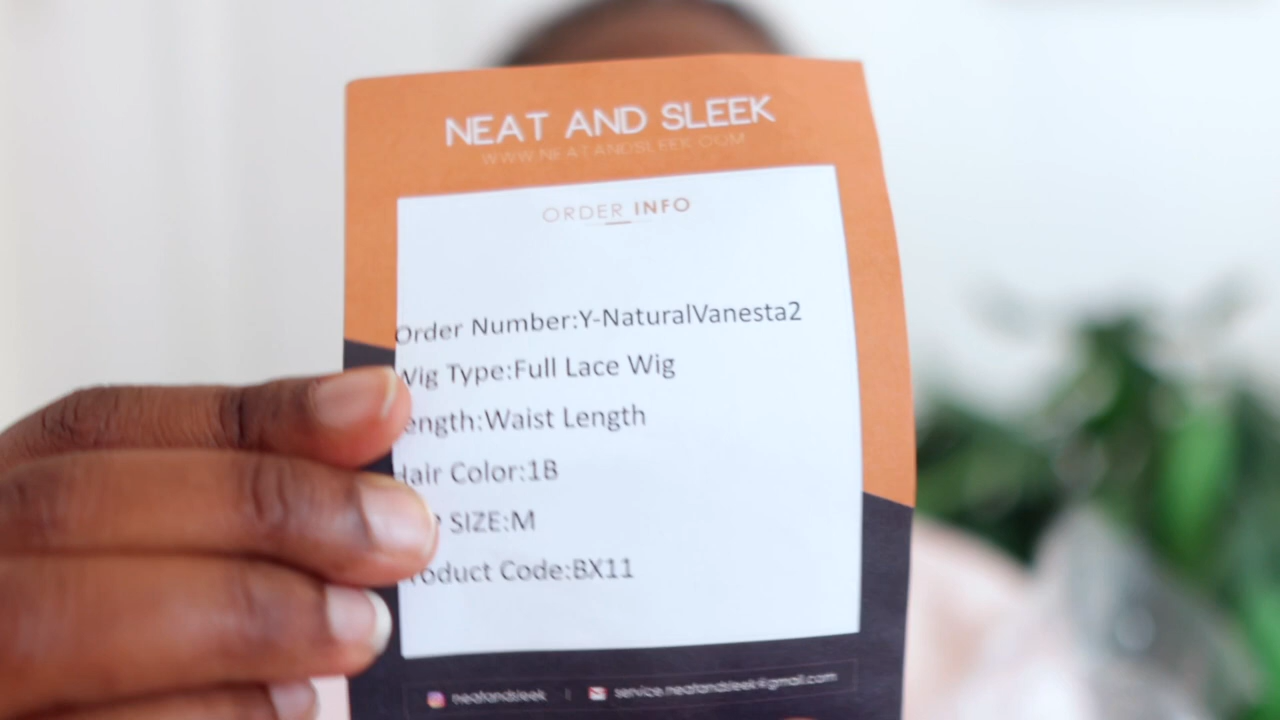 NEAT AND SLEEK
WWW.NEATANDSLEEK.COM
ORDER INFO
Order Number:Y-NaturalVanesta2
Wig Type:Full Lace Wig
ength:Waist Length
Hair Color:1B
SIZE:M
roduct Code:BX11
neatandsleek | service.neatandsleek@gmail.com